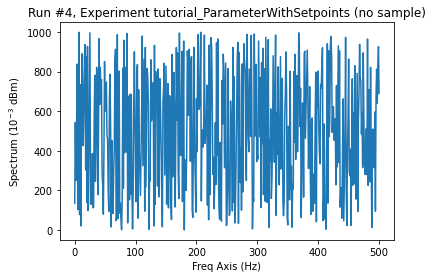 Run #4, Experiment tutorial_ParameterWithSetpoints (no sample)
1000
800
600
400
200
0
Spectrum (10⁻³ dBm)
0 100 200 300 400 500
Freq Axis (Hz)